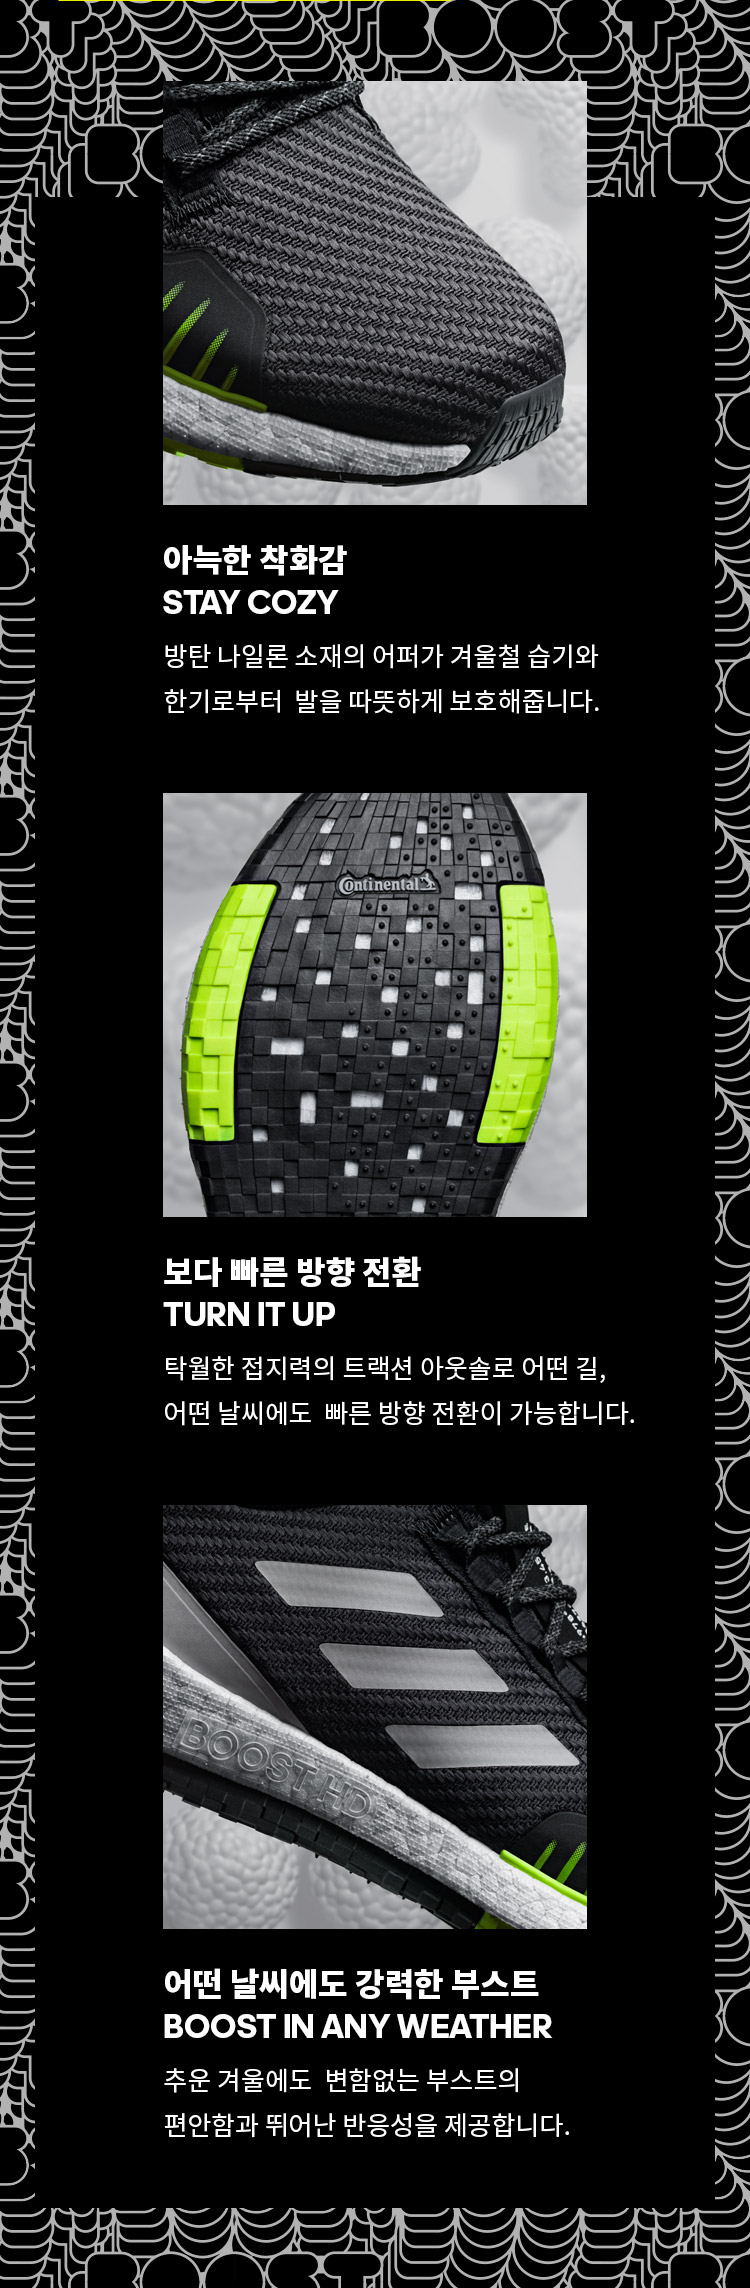 BOOST
아늑한 착화감
STAY COZY
방탄 나일론 소재의 어퍼가 겨울철 습기와
한기로부터 발을 따뜻하게 보호해줍니다.
Continental
보다 빠른 방향 전환
TURN IT UP
탁월한 접지력의 트랙션 아웃솔로 어떤 길,
어떤 날씨에도 빠른 방향 전환이 가능합니다.
BOOST HD
어떤 날씨에도 강력한 부스트
BOOST IN ANY WEATHER
추운 겨울에도 변함없는 부스트의
편안함과 뛰어난 반응성을 제공합니다.
BOOST